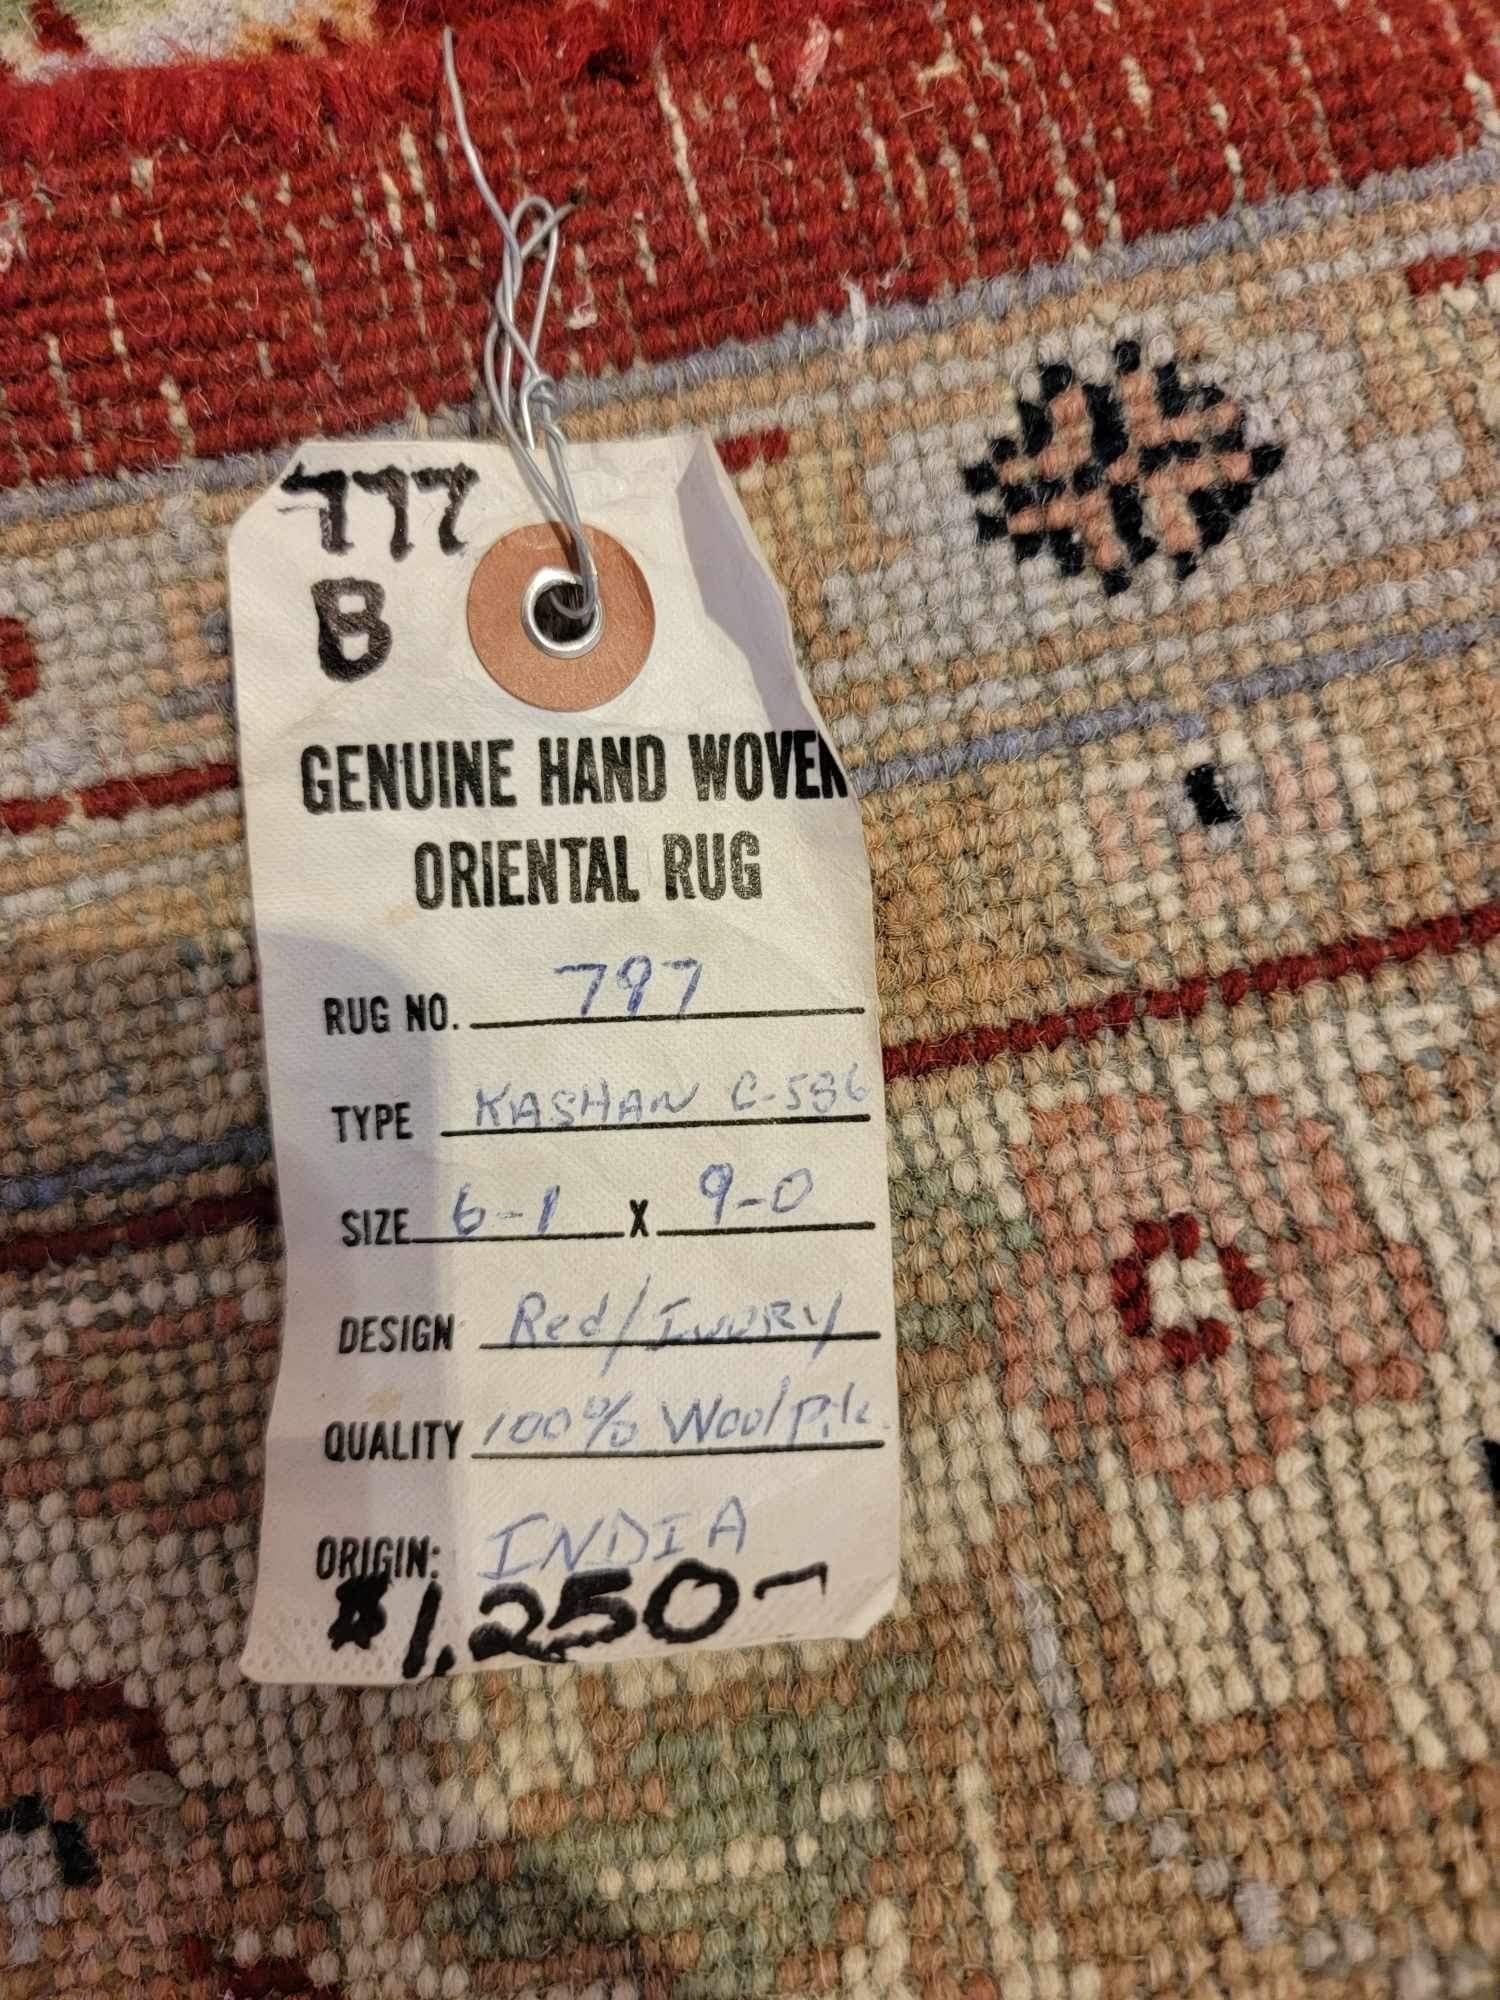 777
B
GENUINE HAND WOVEN
ORIENTAL RUG
RUG NO. 797
TYPE KASHAN C-586
SIZE 6-1 X 9-0
DESIGN Red/IVORY
QUALITY 100% Wool Pile
ORIGIN: INDIA
$1,250-